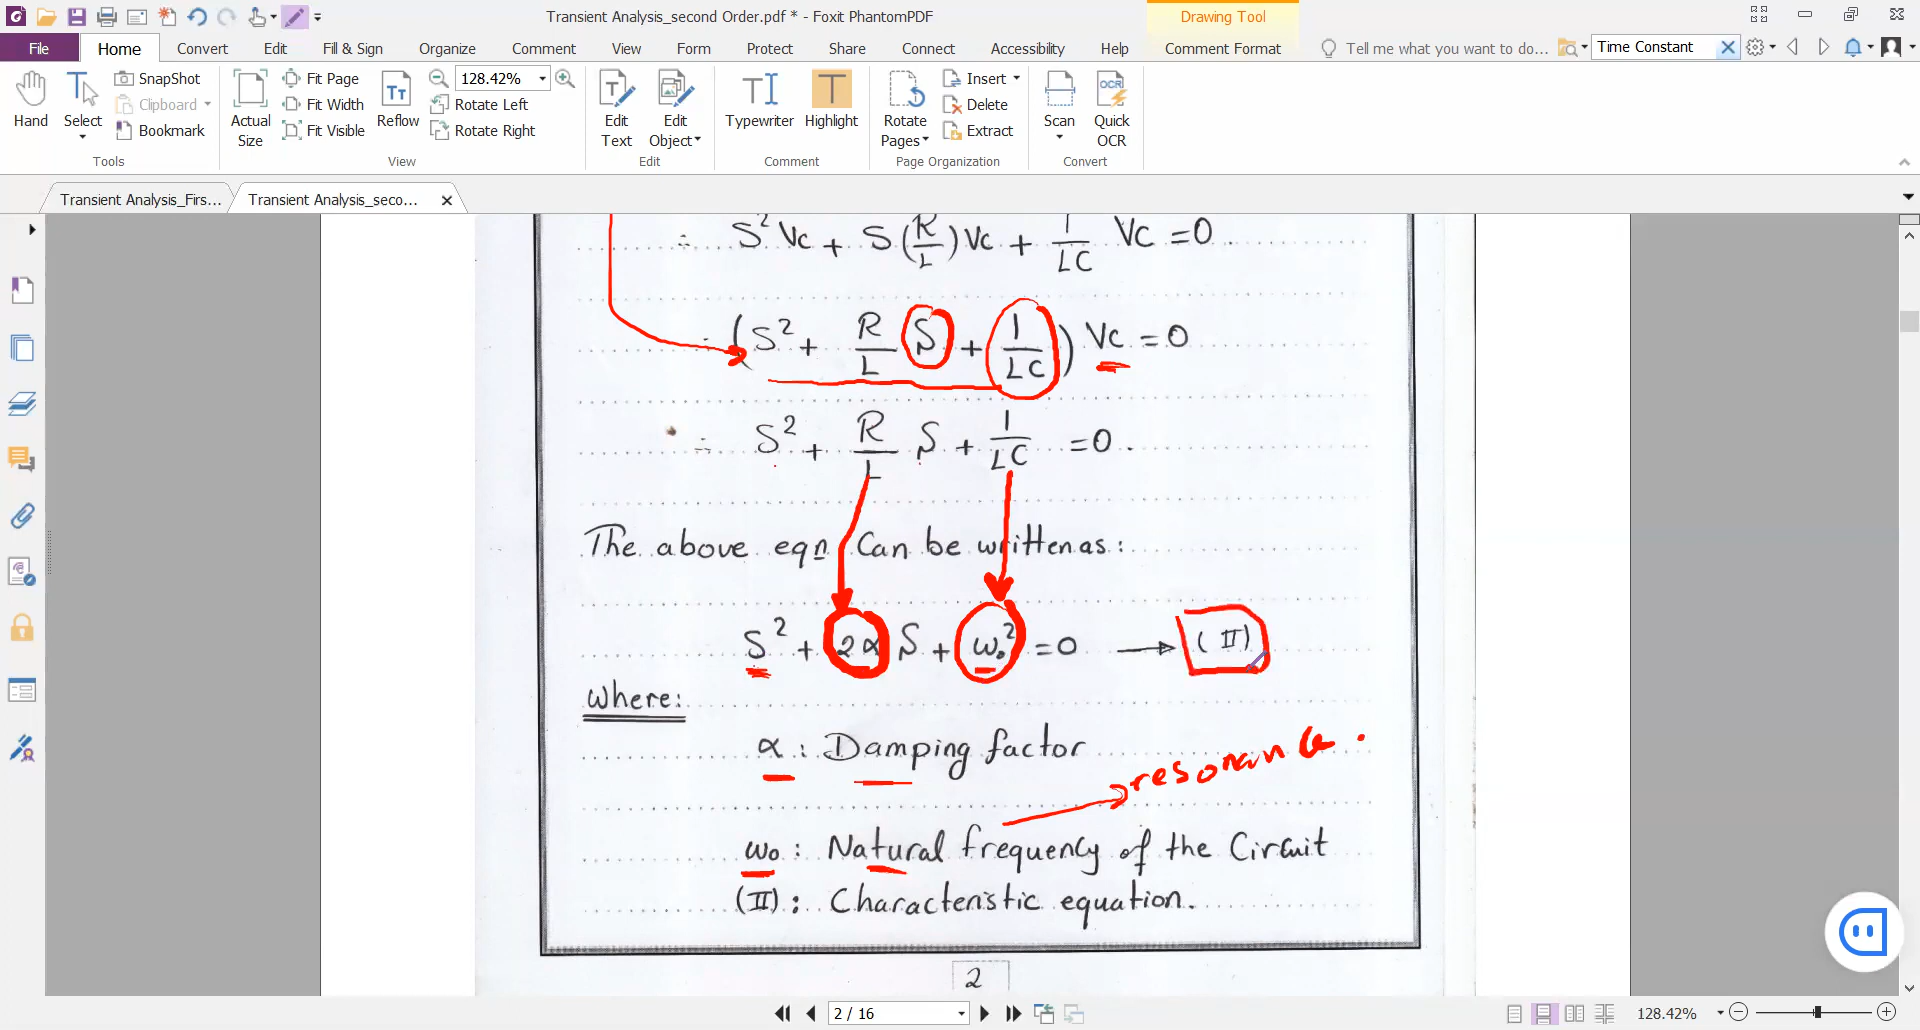 Transient Analysis_second Order.pdf * - Foxit PhantomPDF
Drawing Tool
File Home Convert Edit Fill & Sign Organize Comment View Form Protect Share Connect Accessibility Help Comment Format Tell me what you want to do... Time Constant
Hand
Select
SnapShot
Clipboard
Bookmark
Tools
Actual Size
Fit Page
Fit Width
Fit Visible
Reflow
128.42%
Rotate Left
Rotate Right
View
Edit Text
Edit Object
Edit
Typewriter
Highlight
Comment
Rotate Pages
Insert
Delete
Extract
Page Organization
Scan
Quick OCR
Convert
Transient Analysis_Firs... Transient Analysis_seco...
∴ S² Vc + S (R/L) Vc + 1/LC Vc = 0
∴ (S² + R/L S + 1/LC) Vc = 0
∴ S² + R/L S + 1/LC = 0.
The above eqn Can be written as:
S² + 2α S + ω₀² = 0 → (II)
Where:
α : Damping factor
resonance.
ω₀ : Natural frequency of the Circuit
(II) : Characteristic equation.
2
2 / 16
128.42%